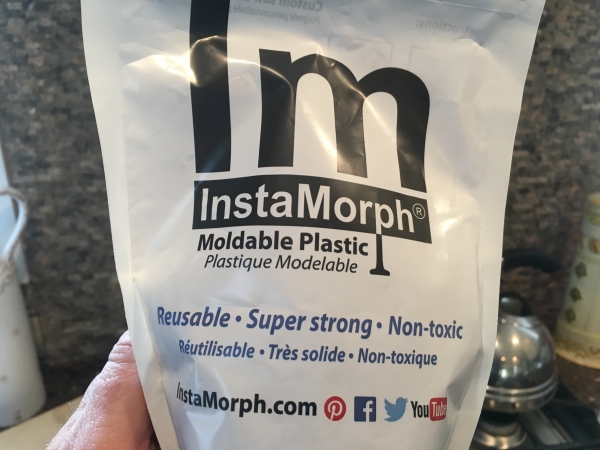 Im
InstaMorph®
Moldable Plastic
Plastique Modelable
Reusable • Super strong • Non-toxic
Réutilisable • Très solide • Non-toxique
InstaMorph.com YouTube